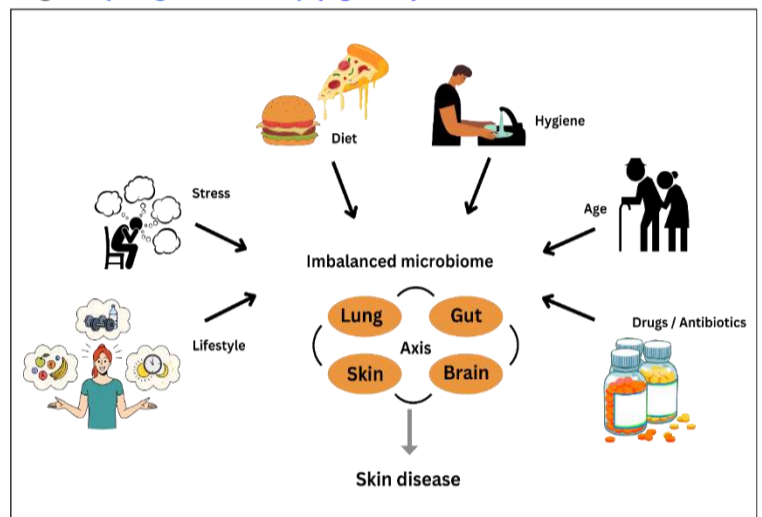 Diet
Hygiene
Stress
Age
Imbalanced microbiome
Lung
Gut
Drugs / Antibiotics
Lifestyle
Axis
Skin
Brain
Skin disease